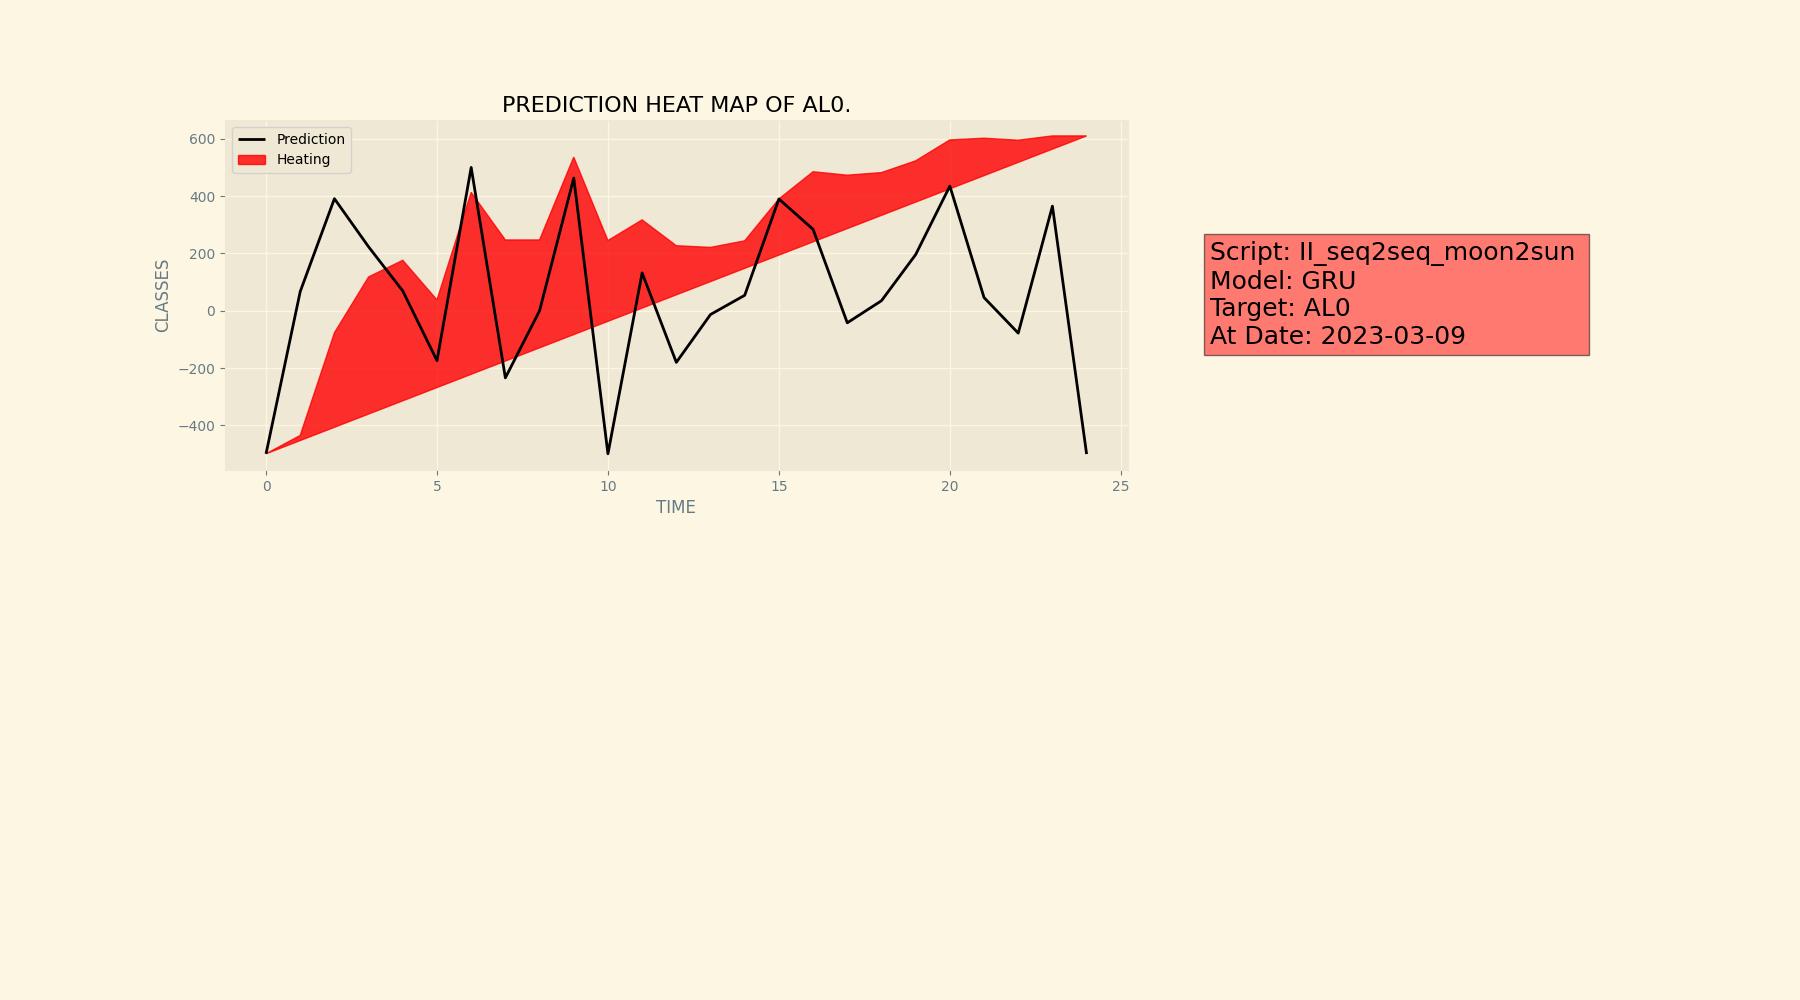 PREDICTION HEAT MAP OF AL0.
Prediction
Heating
600
400
200
0
−200
−400
CLASSES
0 5 10 15 20 25
TIME
Script: II_seq2seq_moon2sun
Model: GRU
Target: AL0
At Date: 2023-03-09